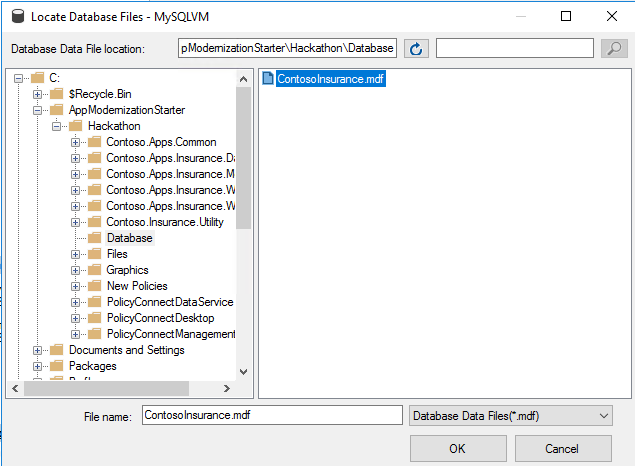 Locate Database Files - MySQLVM
Database Data File location:
pModernizationStarter\Hackathon\Database
C:
$Recycle.Bin
AppModernizationStarter
Hackathon
Contoso.Apps.Common
Contoso.Apps.Insurance.Da
Contoso.Apps.Insurance.M
Contoso.Apps.Insurance.W
Contoso.Apps.Insurance.W
Contoso.Insurance.Utility
Database
Files
Graphics
New Policies
PolicyConnectDataService
PolicyConnectDesktop
PolicyConnectManagement
Documents and Settings
Packages
ContosoInsurance.mdf
File name:
ContosoInsurance.mdf
Database Data Files(*.mdf)
OK
Cancel